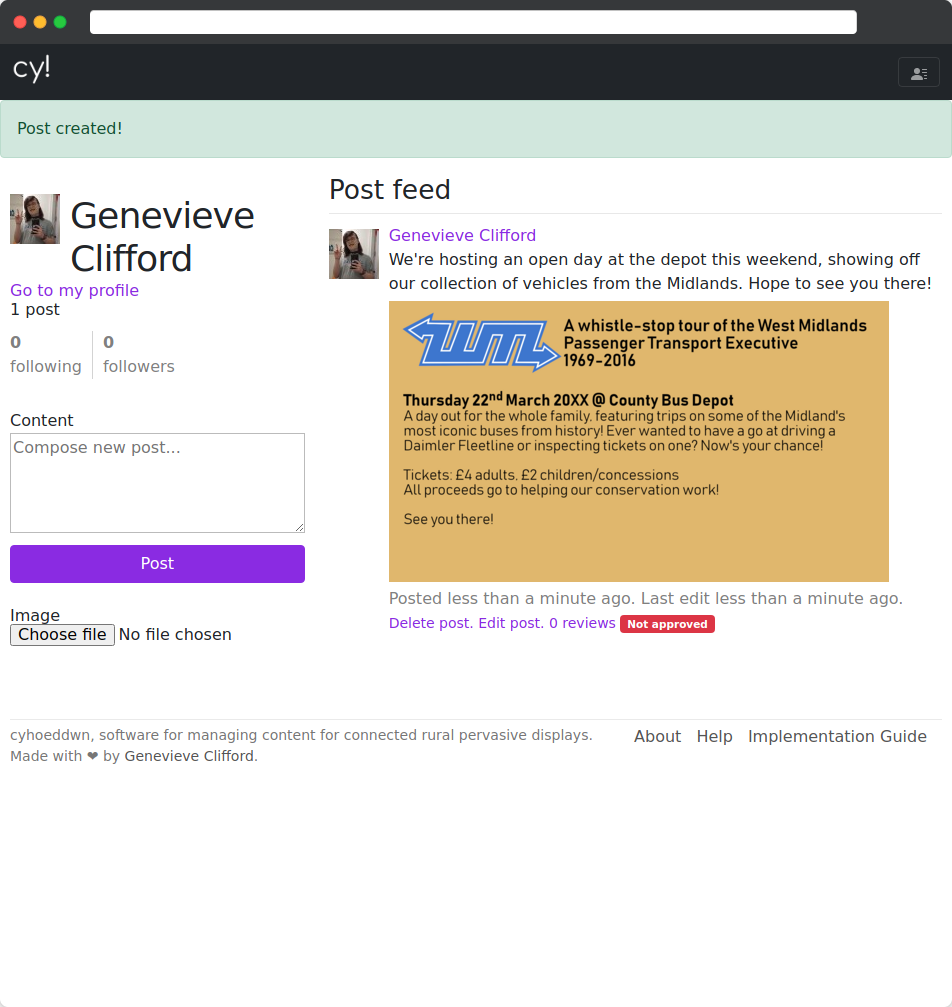 cy!
Post created!
Genevieve
Clifford
Go to my profile
1 post
0
following
0
followers
Content
Compose new post...
Post
Image
Choose file No file chosen
Post feed
Genevieve Clifford
We're hosting an open day at the depot this weekend, showing off
our collection of vehicles from the Midlands. Hope to see you there!
wm
A whistle-stop tour of the West Midlands
Passenger Transport Executive
1969-2016
Thursday 22nd March 20XX @ County Bus Depot
A day out for the whole family, featuring trips on some of the Midland's
most iconic buses from history! Ever wanted to have a go at driving a
Daimler Fleetline or inspecting tickets on one? Now's your chance!
Tickets: £4 adults, £2 children/concessions
All proceeds go to helping our conservation work!
See you there!
Posted less than a minute ago. Last edit less than a minute ago.
Delete post. Edit post. 0 reviews Not approved
cyhoeddwn, software for managing content for connected rural pervasive displays.
Made with ❤ by Genevieve Clifford.
About Help Implementation Guide